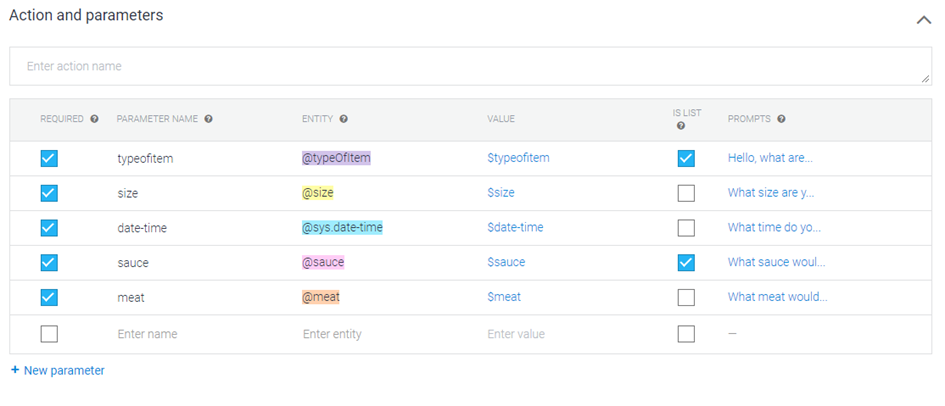 Action and parameters
Enter action name
REQUIRED PARAMETER NAME ENTITY VALUE IS LIST PROMPTS
typeofitem @typeOfItem $typeofitem Hello, what are...
size @size $size What size are y...
date-time @sys.date-time $date-time What time do yo...
sauce @sauce $sauce What sauce woul...
meat @meat $meat What meat would...
Enter name Enter entity Enter value —
+ New parameter